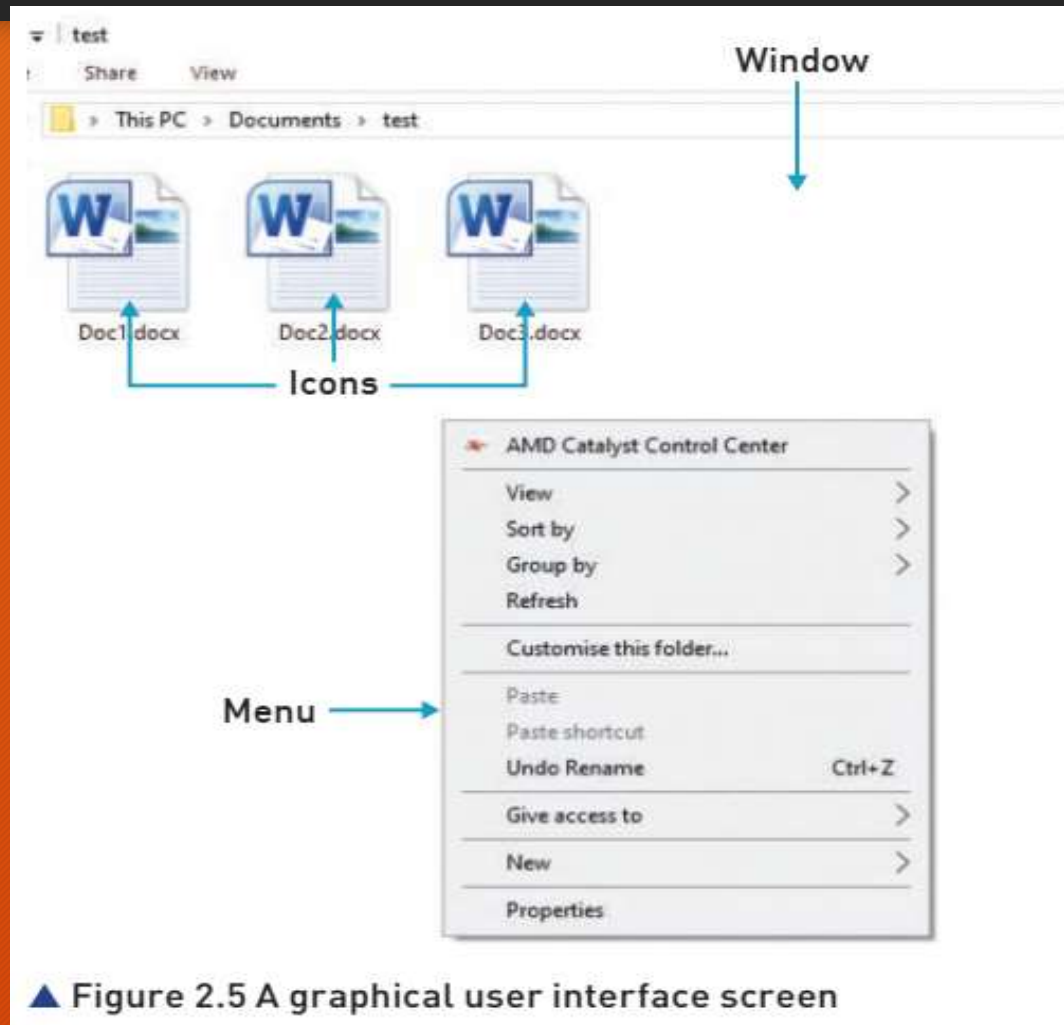 test
Share View
Window
> This PC > Documents > test
W W W
Doc1.docx Doc2.docx Doc3.docx
Icons
AMD Catalyst Control Center
View >
Sort by >
Group by >
Refresh
Customise this folder...
Paste
Menu
Paste shortcut
Undo Rename Ctrl+Z
Give access to >
New >
Properties
▲ Figure 2.5 A graphical user interface screen